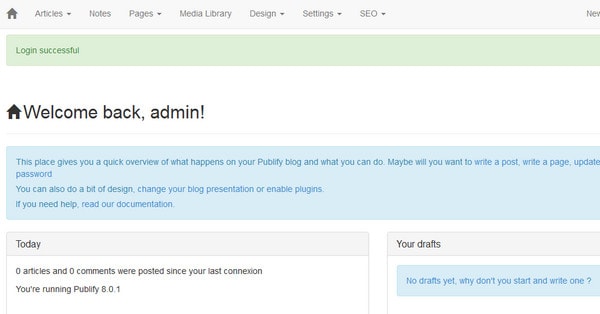 Articles Notes Pages Media Library Design Settings SEO New
Login successful
Welcome back, admin!
This place gives you a quick overview of what happens on your Publify blog and what you can do. Maybe will you want to write a post, write a page, update
password
You can also do a bit of design, change your blog presentation or enable plugins.
If you need help, read our documentation.
Today
0 articles and 0 comments were posted since your last connexion
You're running Publify 8.0.1
Your drafts
No drafts yet, why don't you start and write one ?